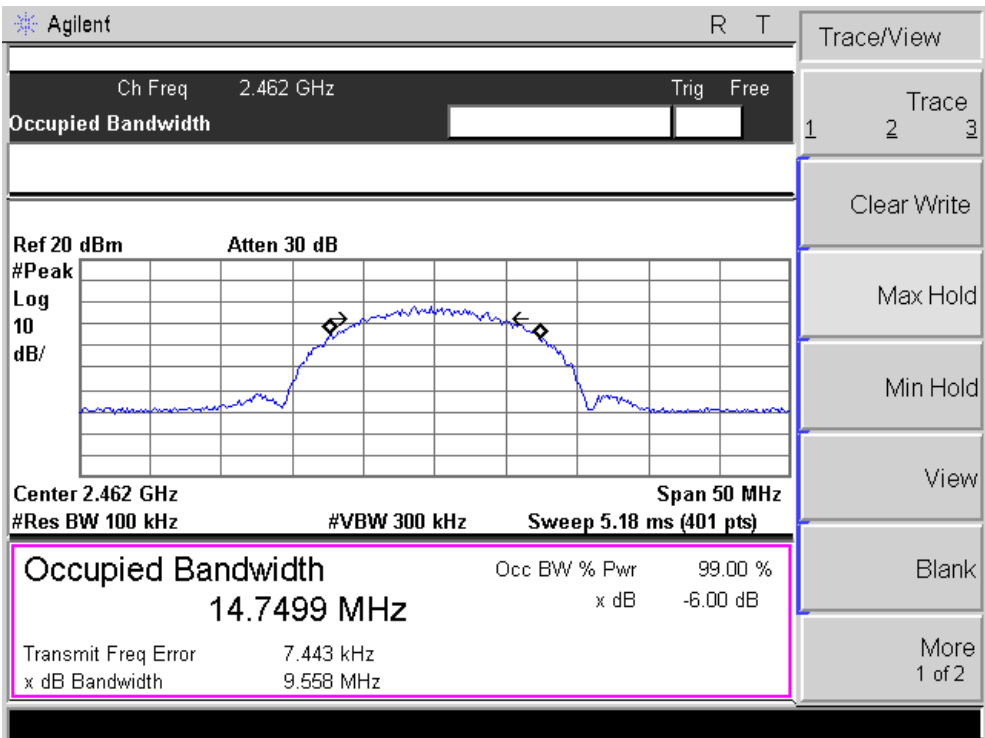 Agilent R T
Ch Freq 2.462 GHz Trig Free
Occupied Bandwidth
Ref 20 dBm Atten 30 dB
#Peak
Log
10
dB/
Center 2.462 GHz Span 50 MHz
#Res BW 100 kHz #VBW 300 kHz Sweep 5.18 ms (401 pts)
Occupied Bandwidth Occ BW % Pwr 99.00 %
14.7499 MHz x dB -6.00 dB
Transmit Freq Error 7.443 kHz
x dB Bandwidth 9.558 MHz
Trace/View
Trace
1 2 3
Clear Write
Max Hold
Min Hold
View
Blank
More
1 of 2